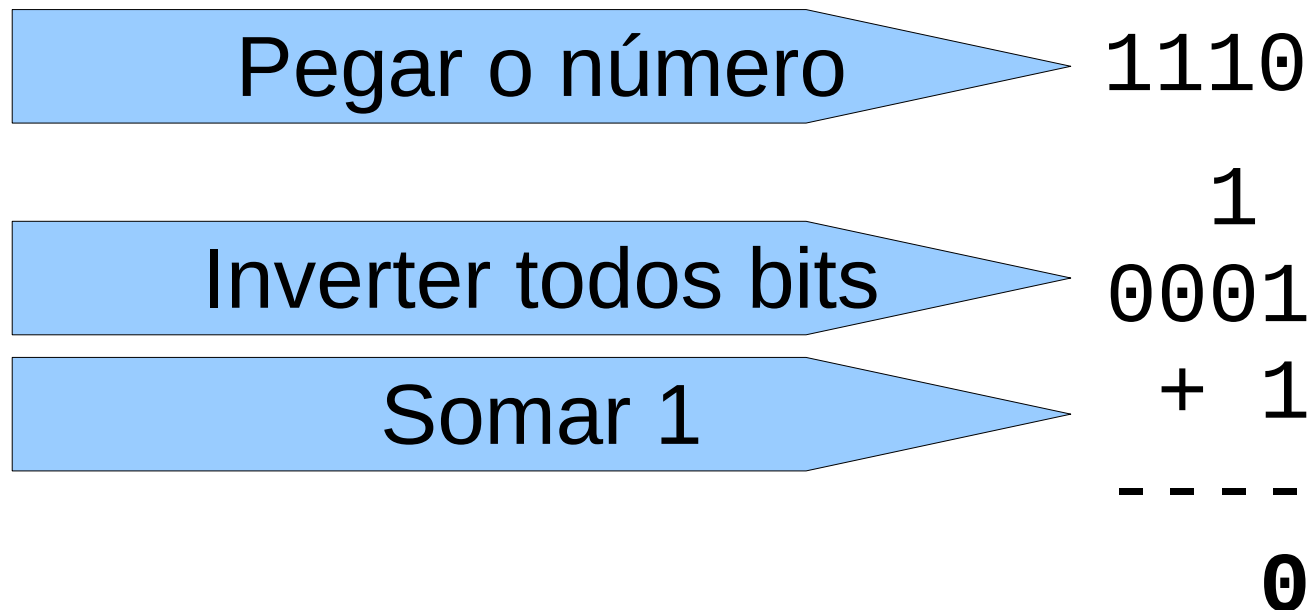 Pegar o número 1110
1
Inverter todos bits 0001
Somar 1 + 1
----
0